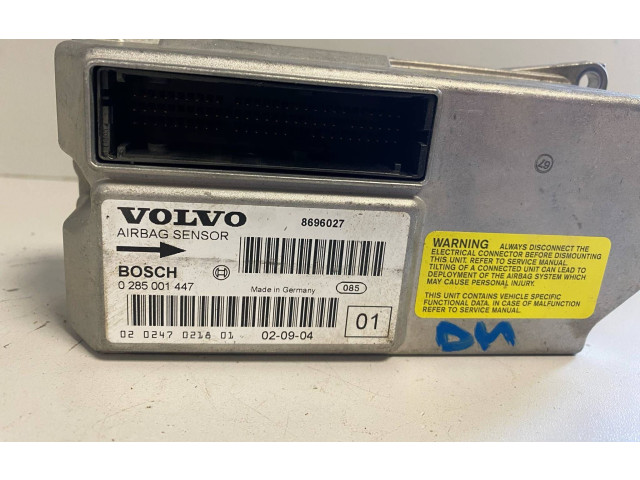 VOLVO
8696027
AIRBAG SENSOR
BOSCH
0 285 001 447
Made in Germany
085
02 0247 0218 01
02-09-04
01
WARNING ALWAYS DISCONNECT THE
ELECTRICAL CONNECTOR BEFORE DISMOUNTING
THIS UNIT. REFER TO SERVICE MANUAL.
TILTING OF A CONNECTED UNIT CAN LEAD TO
DEPLOYMENT OF THE AIRBAG SYSTEM WHICH
MAY CAUSE PERSONAL INJURY.
THIS UNIT CONTAINS VEHICLE SPECIFIC
FUNCTIONAL DATA. IN CASE OF MALFUNCTION
REFER TO SERVICE MANUAL.